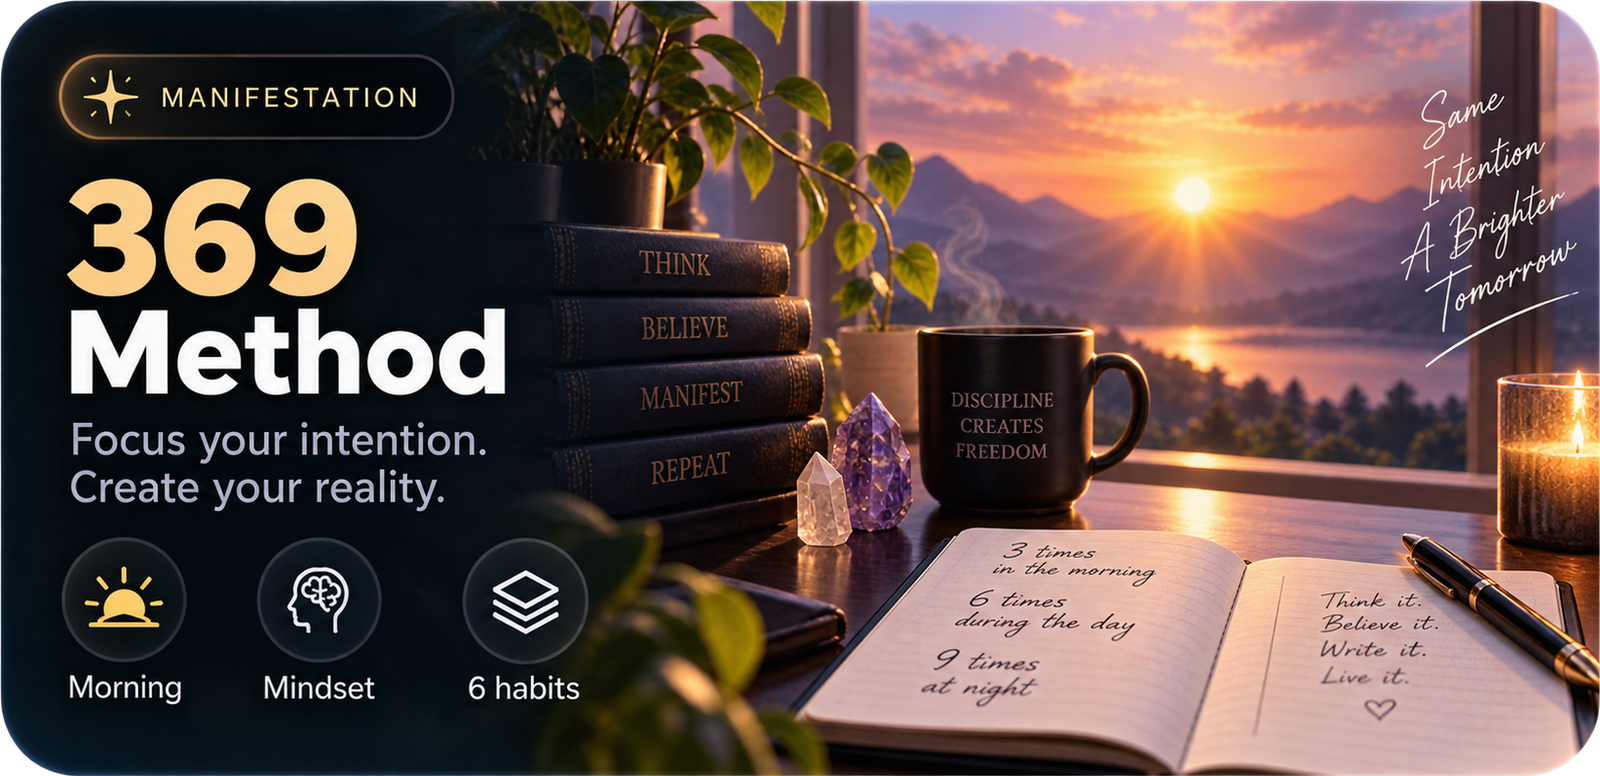 MANIFESTATION
369
Method
Focus your intention.
Create your reality.
Morning
Mindset
6 habits
THINK
BELIEVE
MANIFEST
REPEAT
DISCIPLINE
CREATES
FREEDOM
Same
Intention
A Brighter
Tomorrow
3 times
in the morning
6 times
during the day
9 times
at night
Think it.
Believe it.
Write it.
Live it.